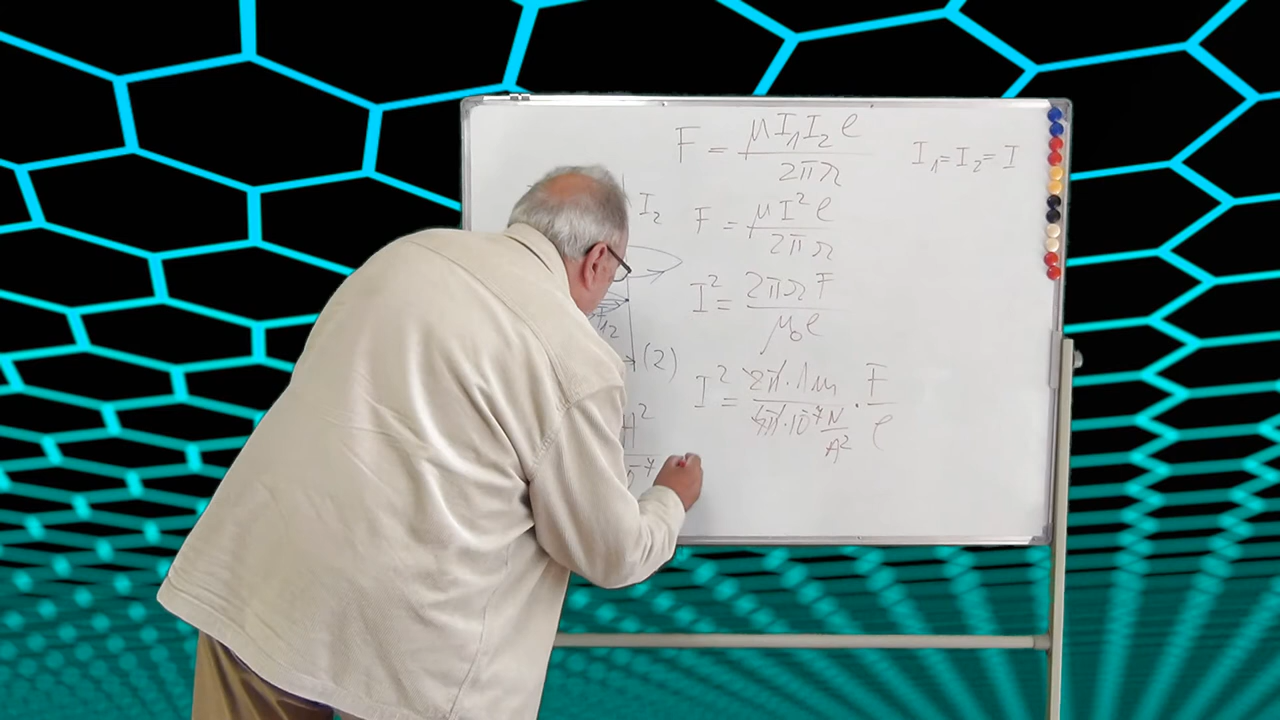 F = μI₁I₂ℓ / 2πr
I₁=I₂=I
I₂
F = μI²ℓ / 2πr
I² = 2πrF / μ₀ℓ
(2)
I² = 2π·1m / 4π·10⁻⁷ N/A² · F / ℓ